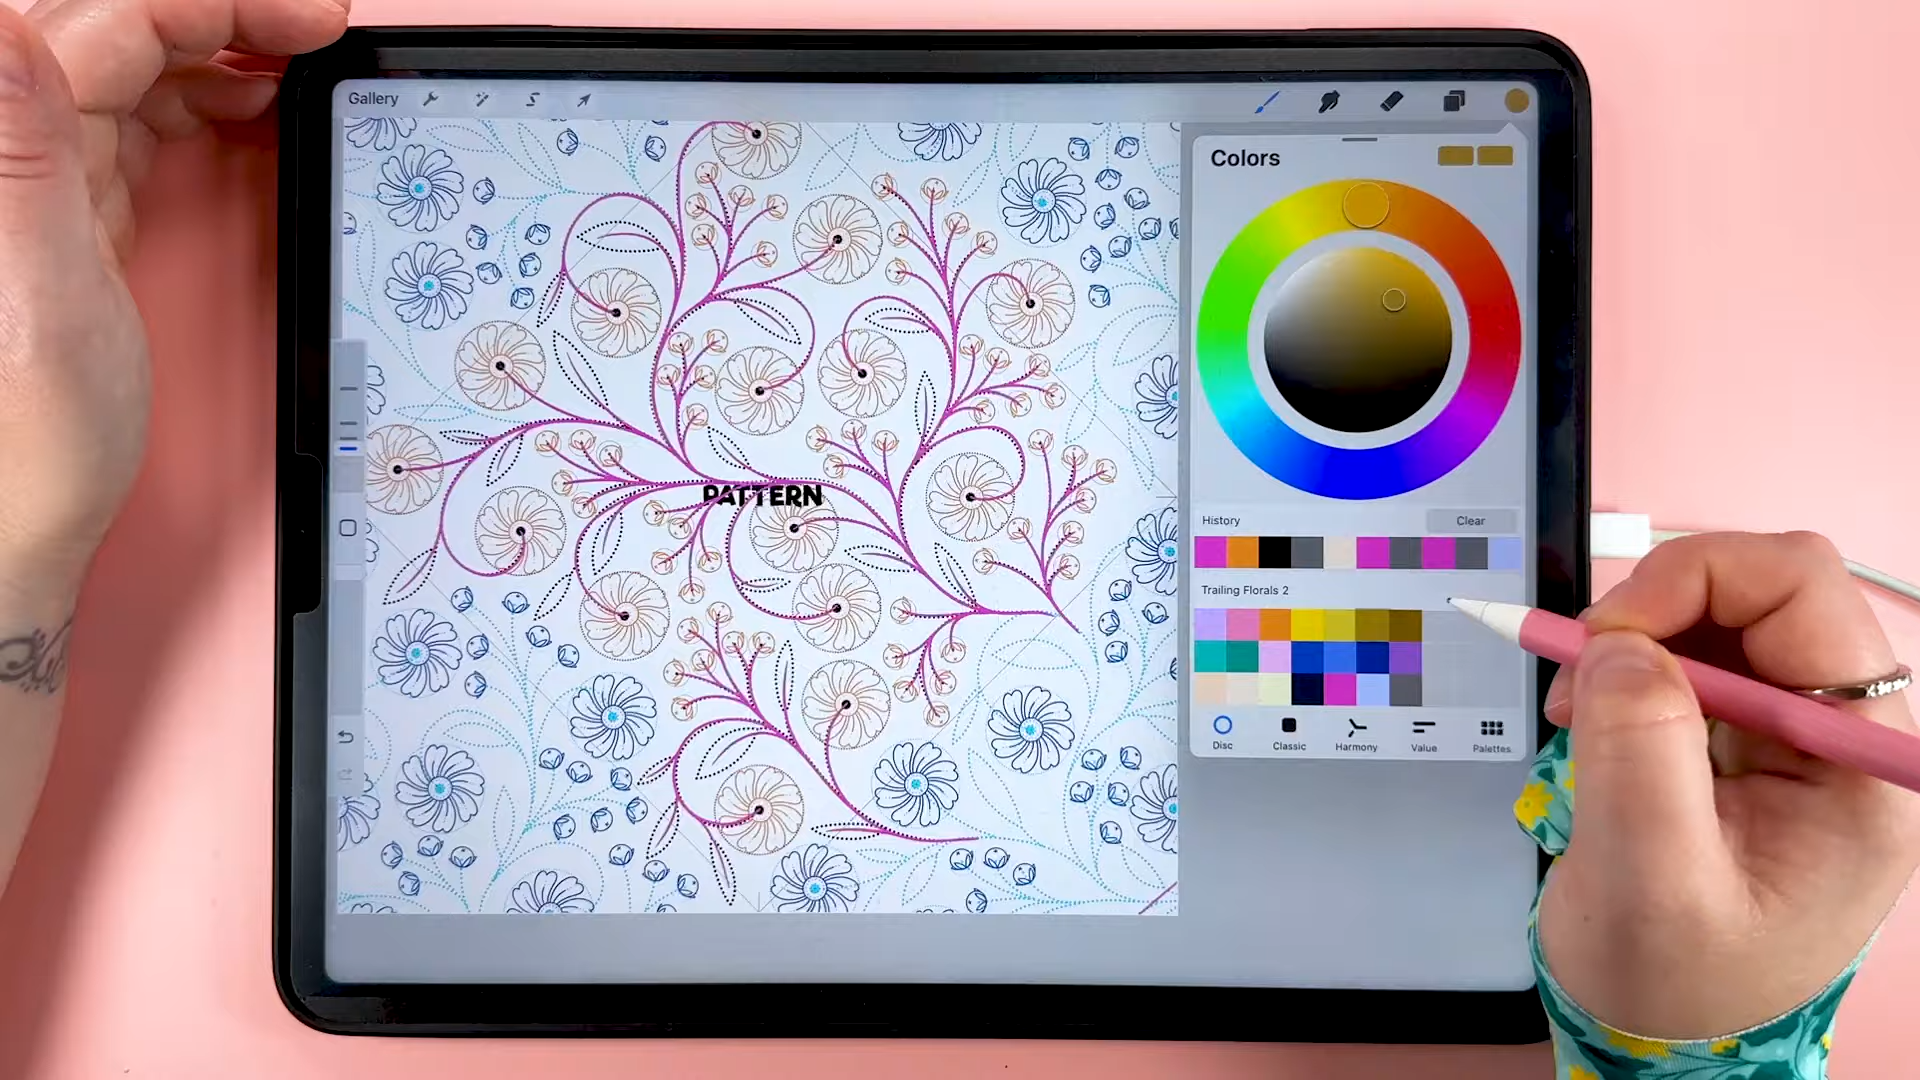 Gallery
Colors
PATTERN
History
Clear
Trailing Florals 2
Disc
Classic
Harmony
Value
Palettes